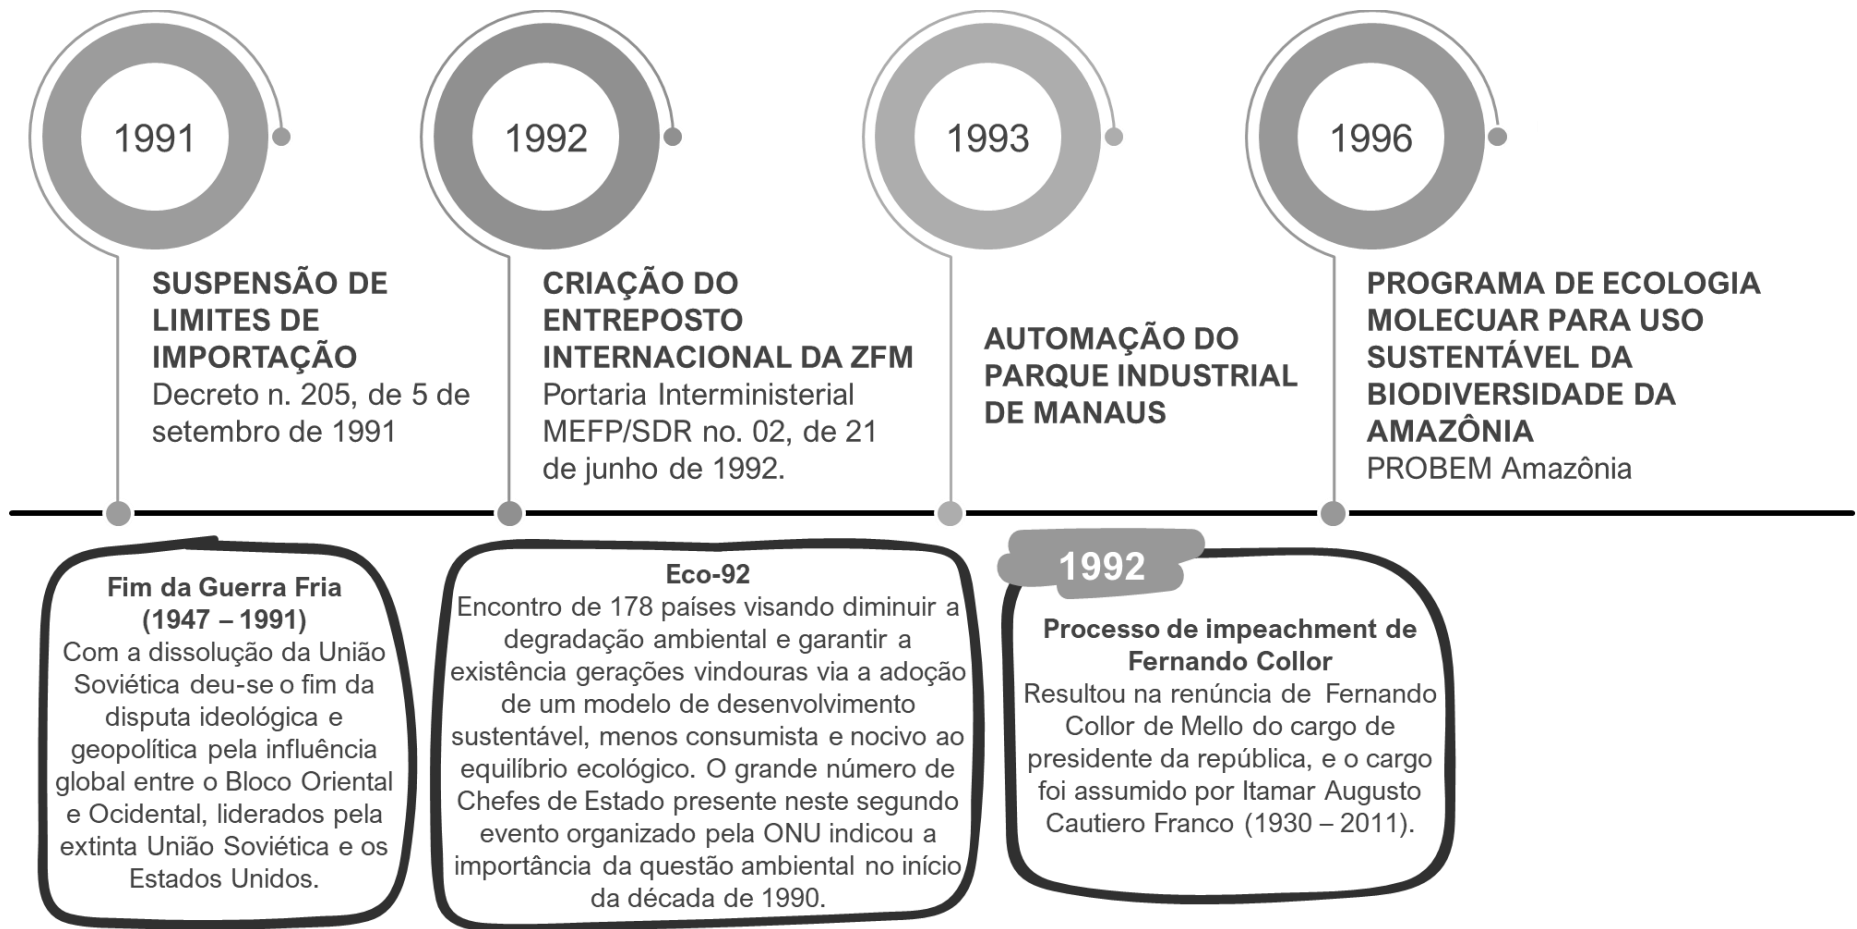 1991
SUSPENSÃO DE
LIMITES DE
IMPORTAÇÃO
Decreto n. 205, de 5 de
setembro de 1991
1992
CRIAÇÃO DO
ENTREPOSTO
INTERNACIONAL DA ZFM
Portaria Interministerial
MEFP/SDR no. 02, de 21
de junho de 1992.
1993
AUTOMAÇÃO DO
PARQUE INDUSTRIAL
DE MANAUS
1996
PROGRAMA DE ECOLOGIA
MOLECUAR PARA USO
SUSTENTÁVEL DA
BIODIVERSIDADE DA
AMAZÔNIA
PROBEM Amazônia
Fim da Guerra Fria
(1947 – 1991)
Com a dissolução da União
Soviética deu-se o fim da
disputa ideológica e
geopolítica pela influência
global entre o Bloco Oriental
e Ocidental, liderados pela
extinta União Soviética e os
Estados Unidos.
Eco-92
Encontro de 178 países visando diminuir a
degradação ambiental e garantir a
existência gerações vindouras via a adoção
de um modelo de desenvolvimento
sustentável, menos consumista e nocivo ao
equilíbrio ecológico. O grande número de
Chefes de Estado presente neste segundo
evento organizado pela ONU indicou a
importância da questão ambiental no início
da década de 1990.
1992
Processo de impeachment de
Fernando Collor
Resultou na renúncia de Fernando
Collor de Mello do cargo de
presidente da república, e o cargo
foi assumido por Itamar Augusto
Cautiero Franco (1930 – 2011).